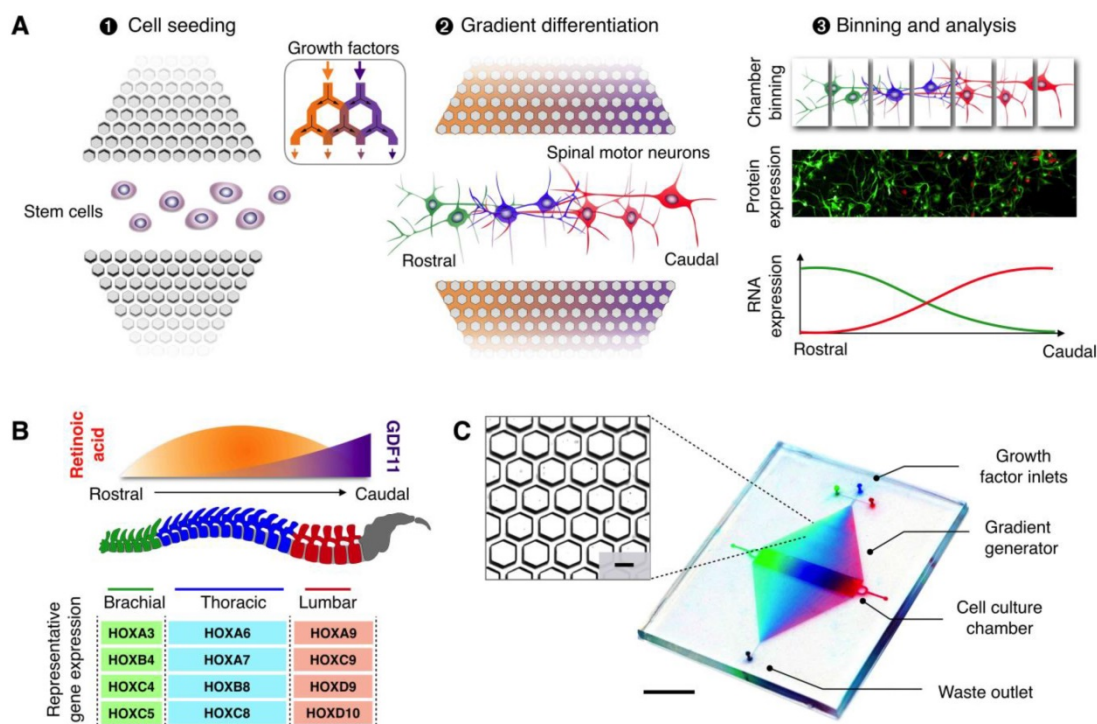 A
❶ Cell seeding
Growth factors
Stem cells
❷ Gradient differentiation
Spinal motor neurons
Rostral
Caudal
❸ Binning and analysis
Chamber
binning
Protein
expression
RNA
expression
Rostral
Caudal
B
Retinoic
acid
GDF11
Rostral
Caudal
Brachial
Thoracic
Lumbar
Representative
gene expression
HOXA3
HOXA6
HOXA9
HOXB4
HOXA7
HOXC9
HOXC4
HOXB8
HOXD9
HOXC5
HOXC8
HOXD10
C
Growth
factor inlets
Gradient
generator
Cell culture
chamber
Waste outlet